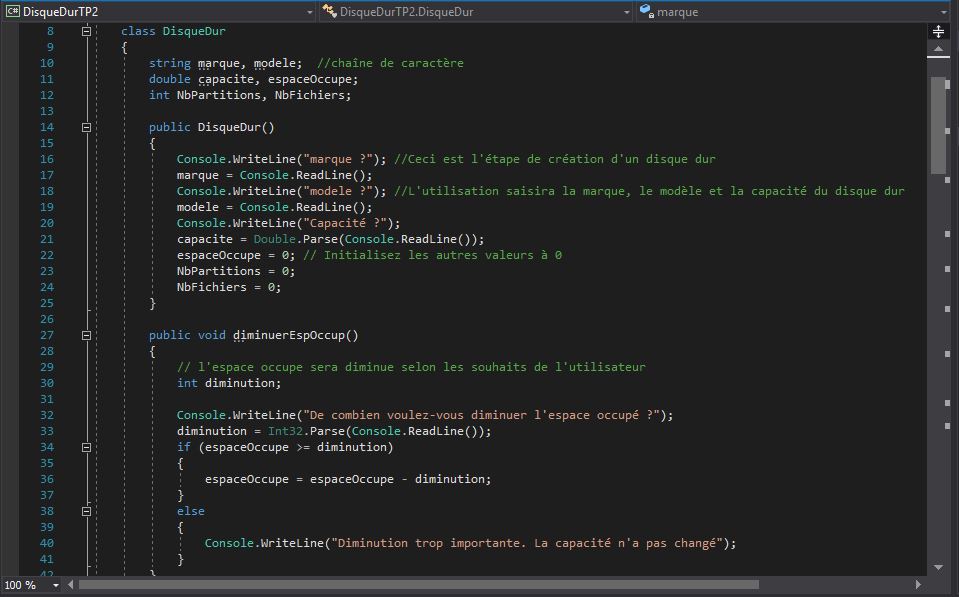 C# DisqueDurTP2 DisqueDurTP2.DisqueDur marque
8 class DisqueDur
9 {
10 string marque, modele; //chaîne de caractère
11 double capacite, espaceOccupe;
12 int NbPartitions, NbFichiers;
13
14 public DisqueDur()
15 {
16 Console.WriteLine("marque ?"); //Ceci est l'étape de création d'un disque dur
17 marque = Console.ReadLine();
18 Console.WriteLine("modele ?"); //L'utilisation saisira la marque, le modèle et la capacité du disque dur
19 modele = Console.ReadLine();
20 Console.WriteLine("Capacité ?");
21 capacite = Double.Parse(Console.ReadLine());
22 espaceOccupe = 0; // Initialisez les autres valeurs à 0
23 NbPartitions = 0;
24 NbFichiers = 0;
25 }
26
27 public void diminuerEspOccup()
28 {
29 // l'espace occupe sera diminue selon les souhaits de l'utilisateur
30 int diminution;
31
32 Console.WriteLine("De combien voulez-vous diminuer l'espace occupé ?");
33 diminution = Int32.Parse(Console.ReadLine());
34 if (espaceOccupe >= diminution)
35 {
36 espaceOccupe = espaceOccupe - diminution;
37 }
38 else
39 {
40 Console.WriteLine("Diminution trop importante. La capacité n'a pas changé");
41 }
42 }
100 %